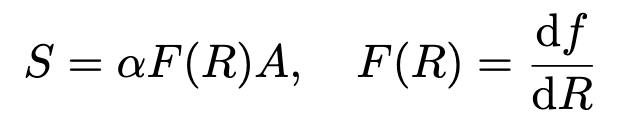 S = αF(R)A,    F(R) = df/dR